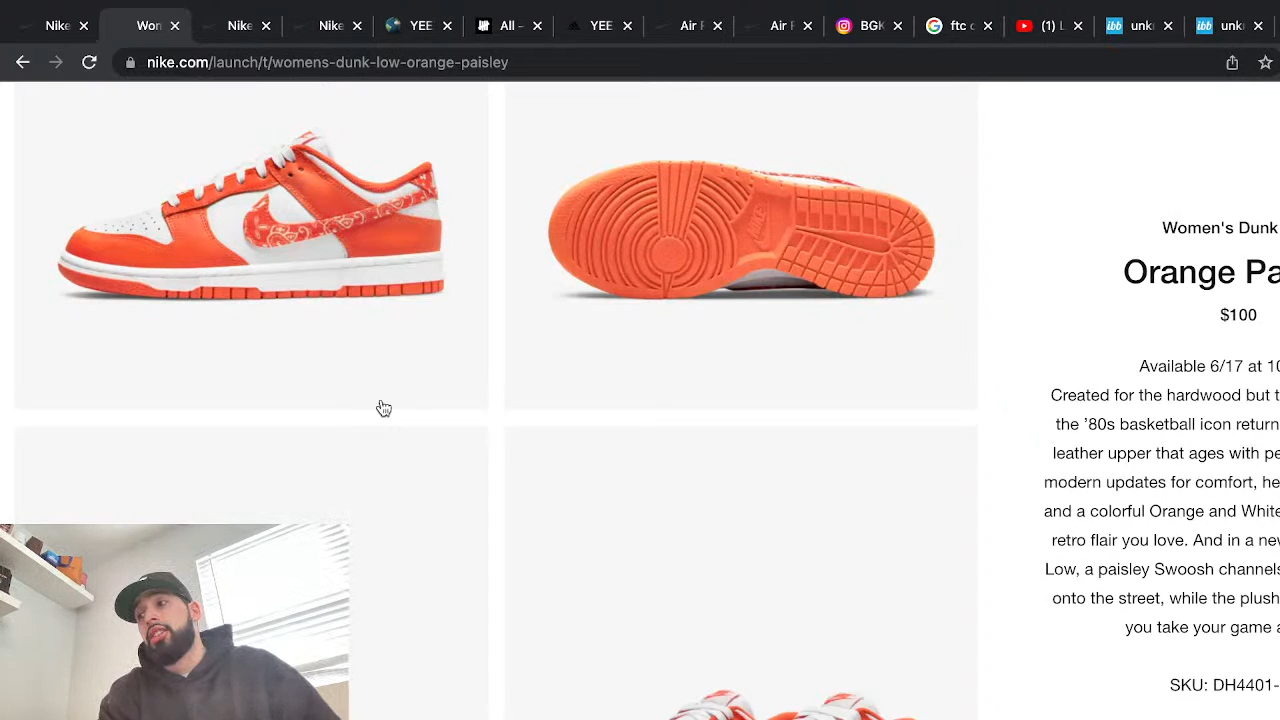 Nike
Won
Nike
Nike
YEE
All –
YEE
Air F
Air F
BGK
ftc c
(1) L
ibb
unk
ibb
unk
nike.com/launch/t/womens-dunk-low-orange-paisley
Women's Dunk
Orange Pa
$100
Available 6/17 at 10
Created for the hardwood but t
the ’80s basketball icon return
leather upper that ages with pe
modern updates for comfort, he
and a colorful Orange and White
retro flair you love. And in a nev
Low, a paisley Swoosh channels
onto the street, while the plush
you take your game a
SKU: DH4401-